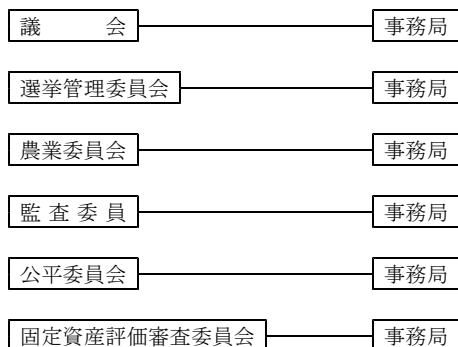 議　　会　事務局
選挙管理委員会　事務局
農業委員会　事務局
監 査 委 員　事務局
公平委員会　事務局
固定資産評価審査委員会　事務局